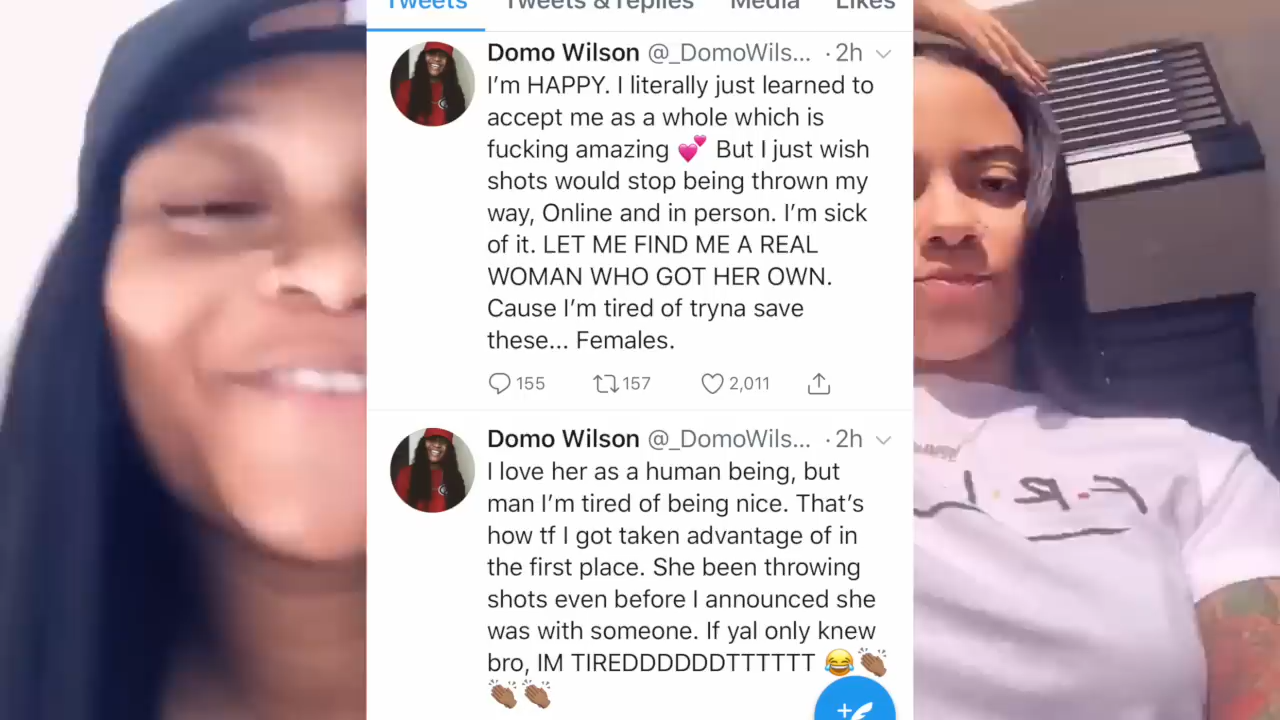 Tweets Tweets & replies Media Likes
Domo Wilson @_DomoWils... · 2h
I’m HAPPY. I literally just learned to
accept me as a whole which is
fucking amazing 💕 But I just wish
shots would stop being thrown my
way, Online and in person. I’m sick
of it. LET ME FIND ME A REAL
WOMAN WHO GOT HER OWN.
Cause I’m tired of tryna save
these... Females.
155 157 2,011
Domo Wilson @_DomoWils... · 2h
I love her as a human being, but
man I’m tired of being nice. That’s
how tf I got taken advantage of in
the first place. She been throwing
shots even before I announced she
was with someone. If yal only knew
bro, IM TIREDDDDDDTTTTTT 😂👏🏾
👏🏾👏🏾